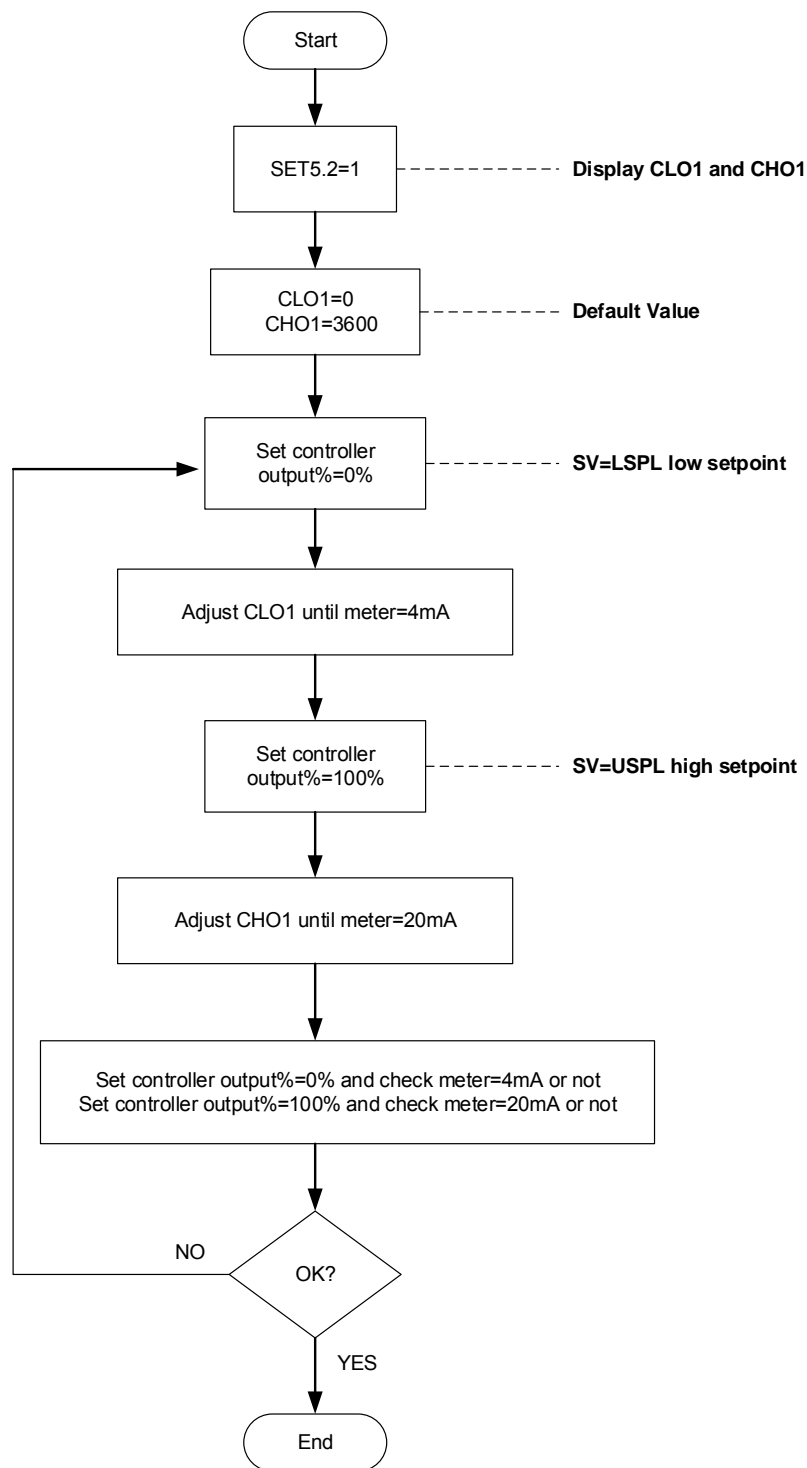 Start
SET5.2=1
Display CLO1 and CHO1
CLO1=0
CHO1=3600
Default Value
Set controller
output%=0%
SV=LSPL low setpoint
Adjust CLO1 until meter=4mA
Set controller
output%=100%
SV=USPL high setpoint
Adjust CHO1 until meter=20mA
Set controller output%=0% and check meter=4mA or not
Set controller output%=100% and check meter=20mA or not
NO
OK?
YES
End